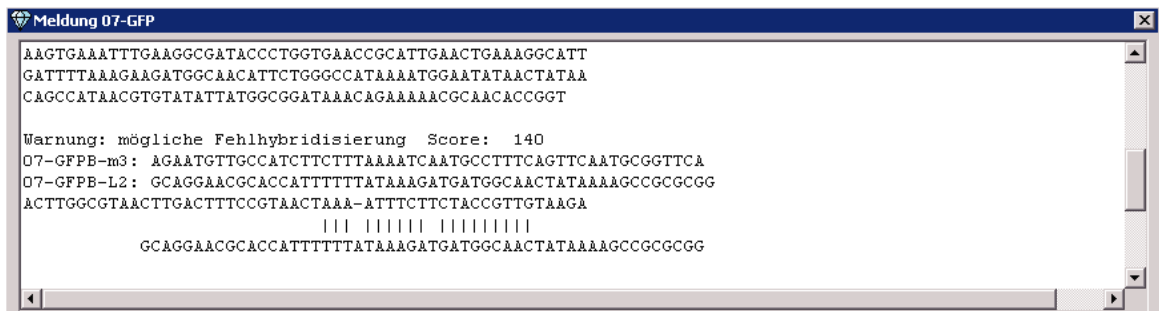 Meldung 07-GFP
AAGTGAAATTTGAAGGCGATACCCTGGTGAACCGCATTGAACTGAAAGGCATT
GATTTTAAAGAAGATGGCAACATTCTGGGCCATAAAATGGAATATAACTATAA
CAGCCATAACGTGTATATTATGGCGGATAAACAGAAAAACGCAACACCGGT
Warnung: mögliche Fehlhybridisierung  Score:  140
07-GFPB-m3: AGAATGTTGCCATCTTCTTTAAAATCAATGCCTTTCAGTTCAATGCGGTTCA
07-GFPB-L2: GCAGGAACGCACCATTTTTTATAAAGATGATGGCAACTATAAAAGCCGCGCGG
ACTTGGCGTAACTTGACTTTCCGTAACTAAA-ATTTCTTCTACCGTTGTAAGA
||| |||||| |||||||||
GCAGGAACGCACCATTTTTTATAAAGATGATGGCAACTATAAAAGCCGCGCGG